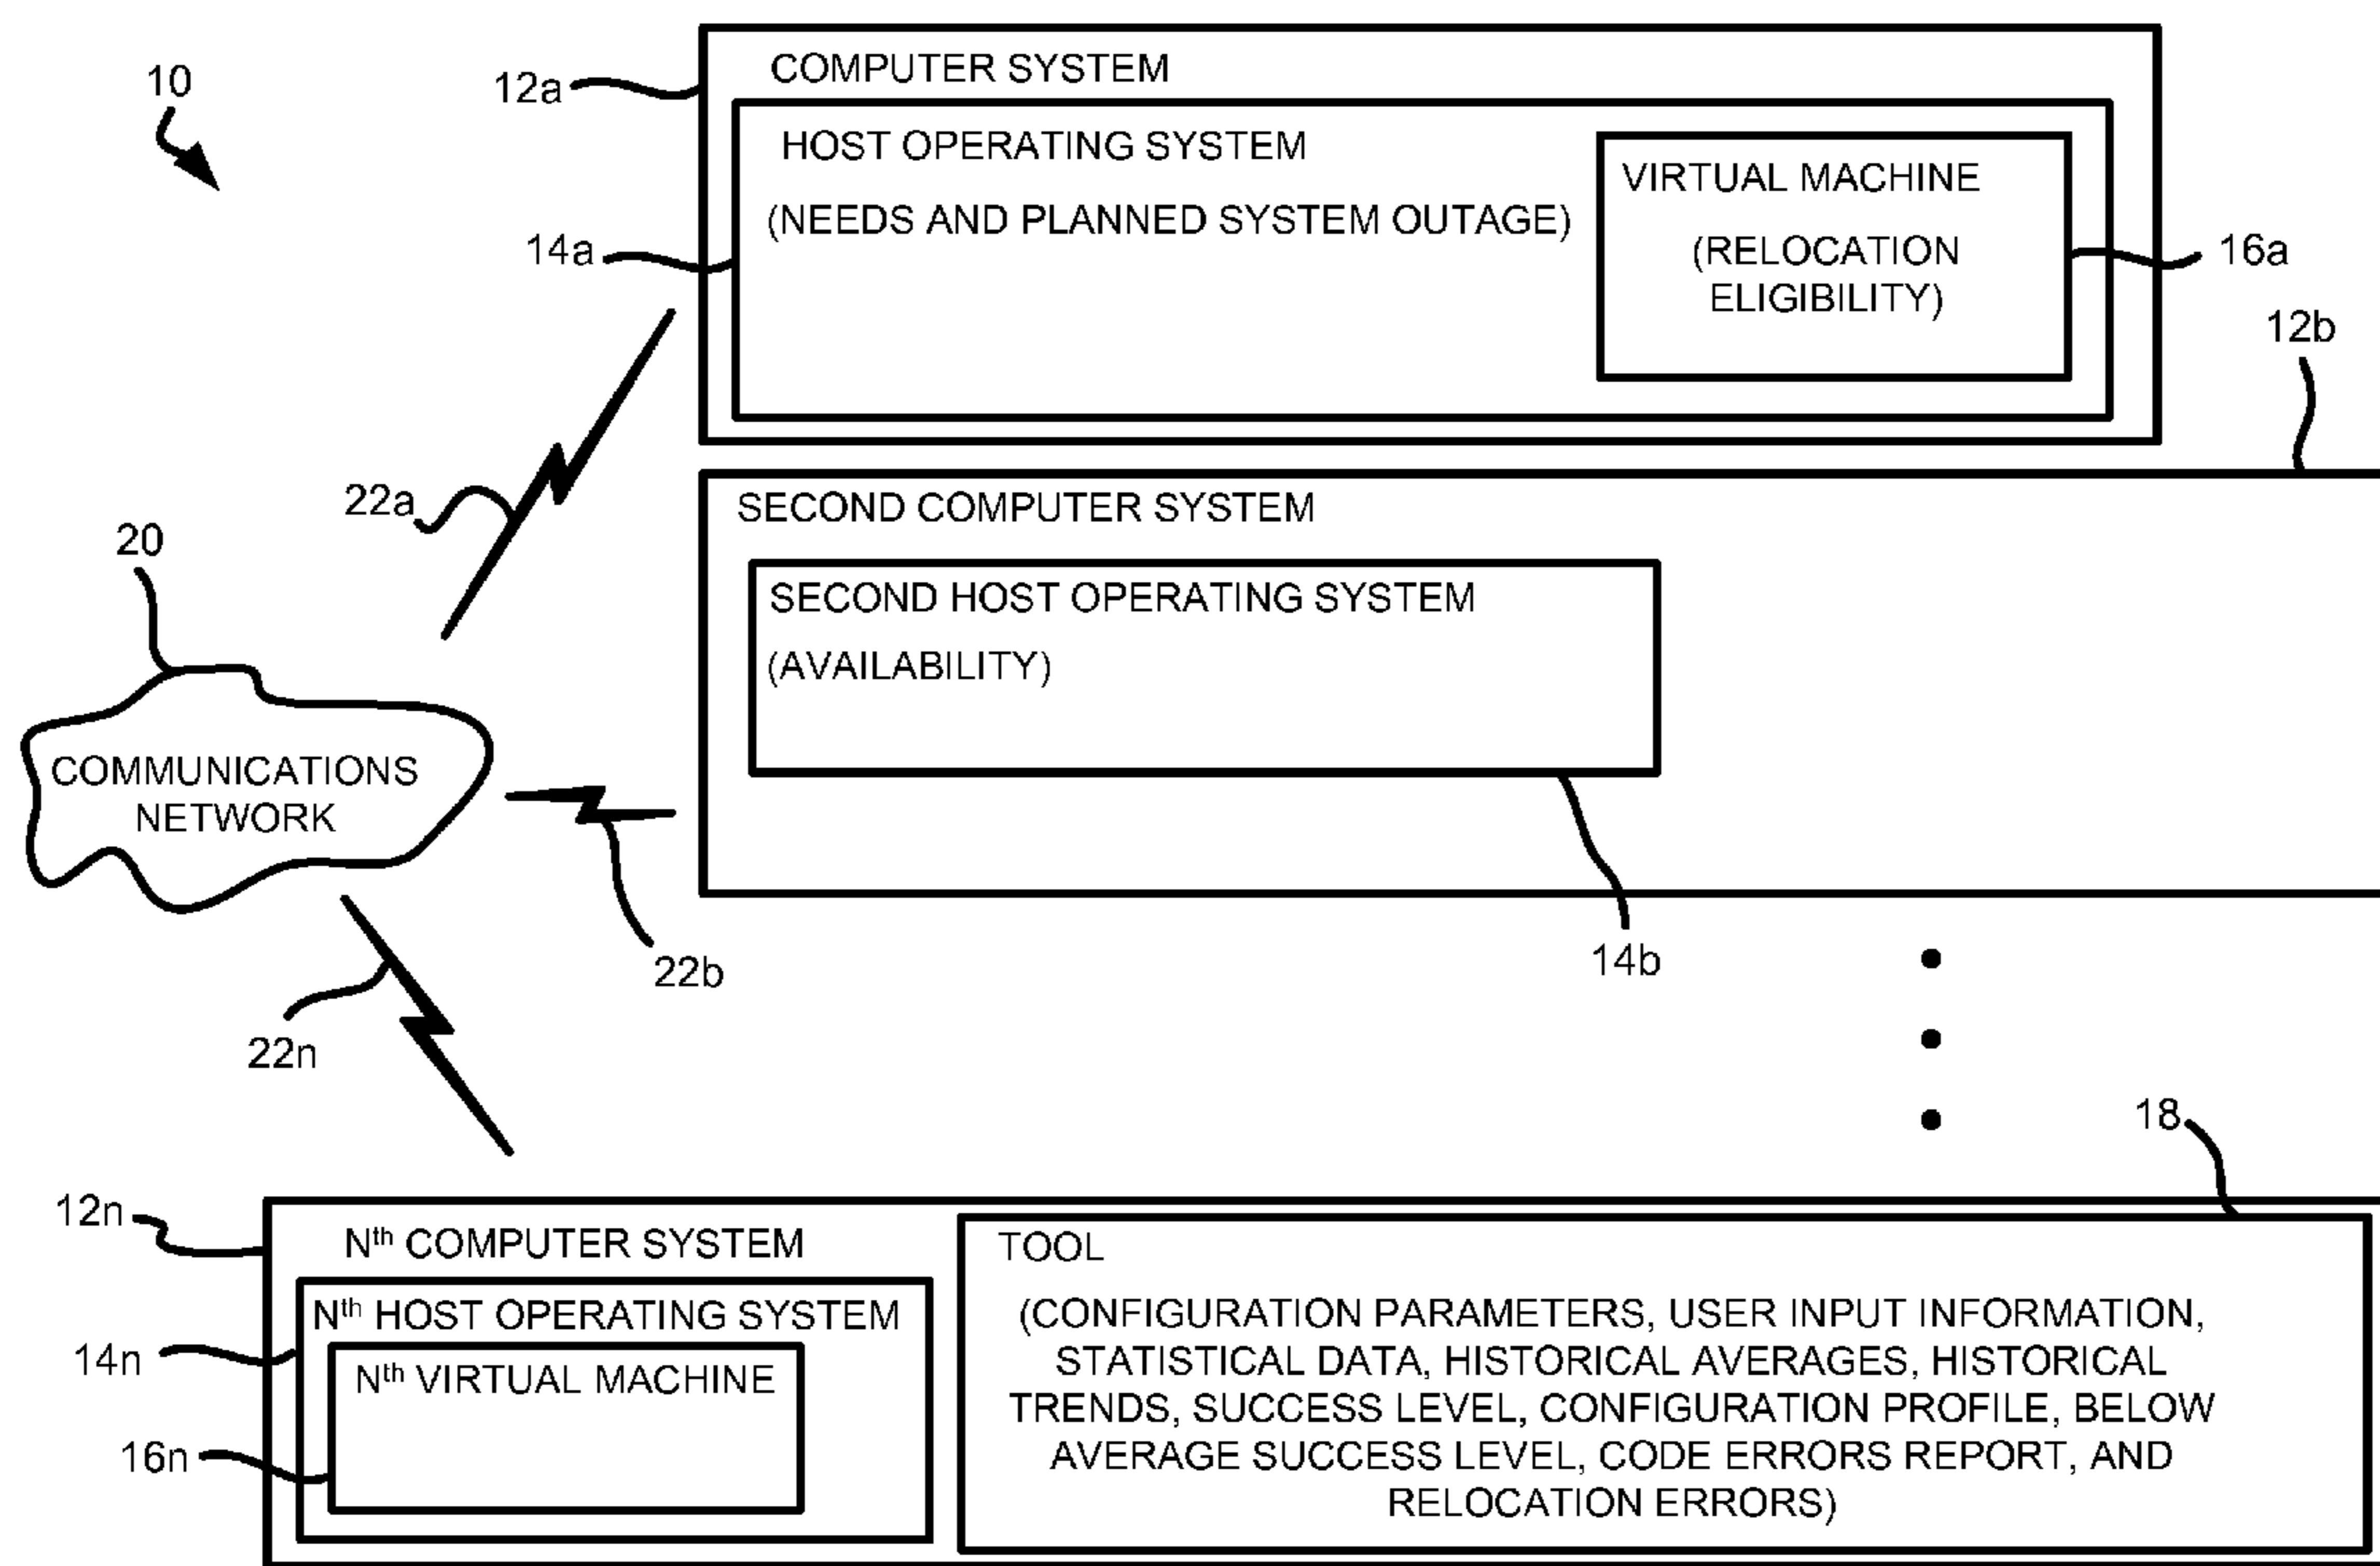 10
12a
COMPUTER SYSTEM
14a
HOST OPERATING SYSTEM
(NEEDS AND PLANNED SYSTEM OUTAGE)
VIRTUAL MACHINE
(RELOCATION
ELIGIBILITY)
16a
12b
22a
SECOND COMPUTER SYSTEM
SECOND HOST OPERATING SYSTEM
(AVAILABILITY)
14b
20
COMMUNICATIONS
NETWORK
22b
22n
18
12n
Nth COMPUTER SYSTEM
14n
Nth HOST OPERATING SYSTEM
Nth VIRTUAL MACHINE
16n
TOOL
(CONFIGURATION PARAMETERS, USER INPUT INFORMATION,
STATISTICAL DATA, HISTORICAL AVERAGES, HISTORICAL
TRENDS, SUCCESS LEVEL, CONFIGURATION PROFILE, BELOW
AVERAGE SUCCESS LEVEL, CODE ERRORS REPORT, AND
RELOCATION ERRORS)